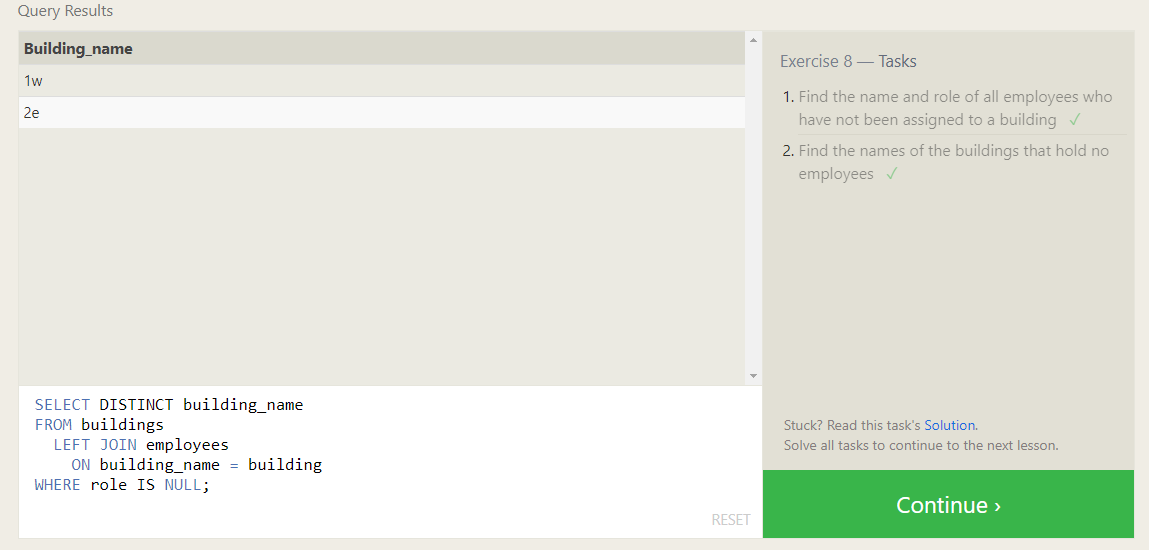 Query Results
Building_name
1w
2e
SELECT DISTINCT building_name
FROM buildings
LEFT JOIN employees
ON building_name = building
WHERE role IS NULL;
RESET
Exercise 8 — Tasks
1. Find the name and role of all employees who
have not been assigned to a building ✓
2. Find the names of the buildings that hold no
employees ✓
Stuck? Read this task's Solution.
Solve all tasks to continue to the next lesson.
Continue ›